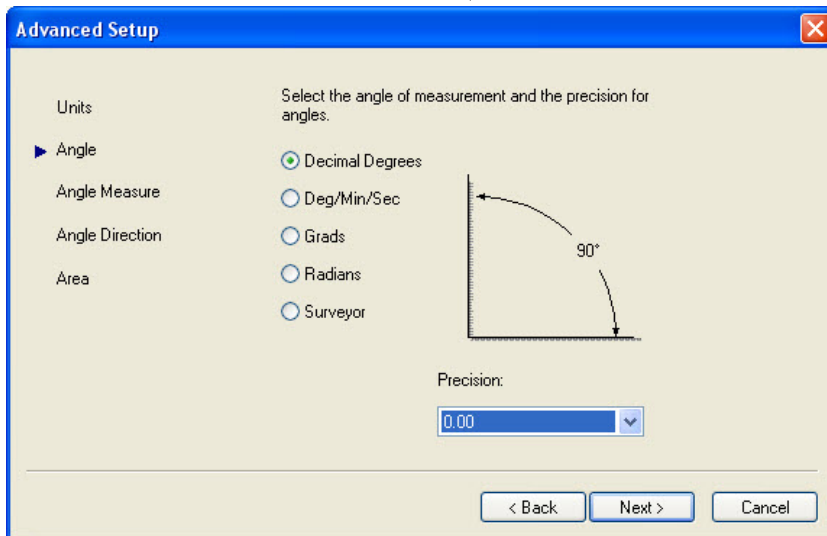 Advanced Setup
Units
Angle
Angle Measure
Angle Direction
Area
Select the angle of measurement and the precision for
angles.
Decimal Degrees
Deg/Min/Sec
Grads
Radians
Surveyor
90°
Precision:
0.00
< Back
Next >
Cancel